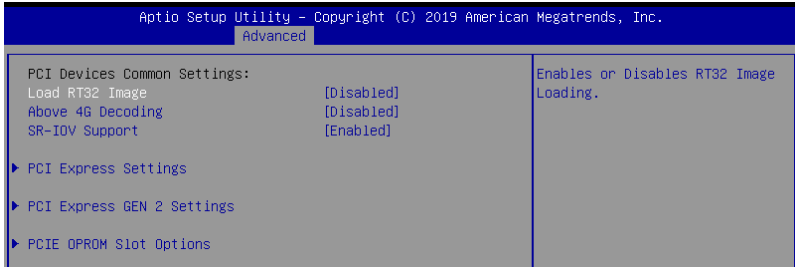 Aptio Setup Utility – Copyright (C) 2019 American Megatrends, Inc.
Advanced
PCI Devices Common Settings:
Load RT32 Image [Disabled]
Above 4G Decoding [Disabled]
SR-IOV Support [Enabled]
PCI Express Settings
PCI Express GEN 2 Settings
PCIE OPROM Slot Options
Enables or Disables RT32 Image
Loading.